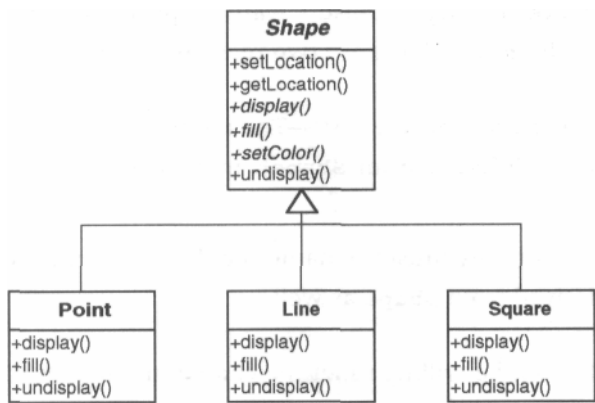 Shape
+setLocation()
+getLocation()
+display()
+fill()
+setColor()
+undisplay()
Point
+display()
+fill()
+undisplay()
Line
+display()
+fill()
+undisplay()
Square
+display()
+fill()
+undisplay()